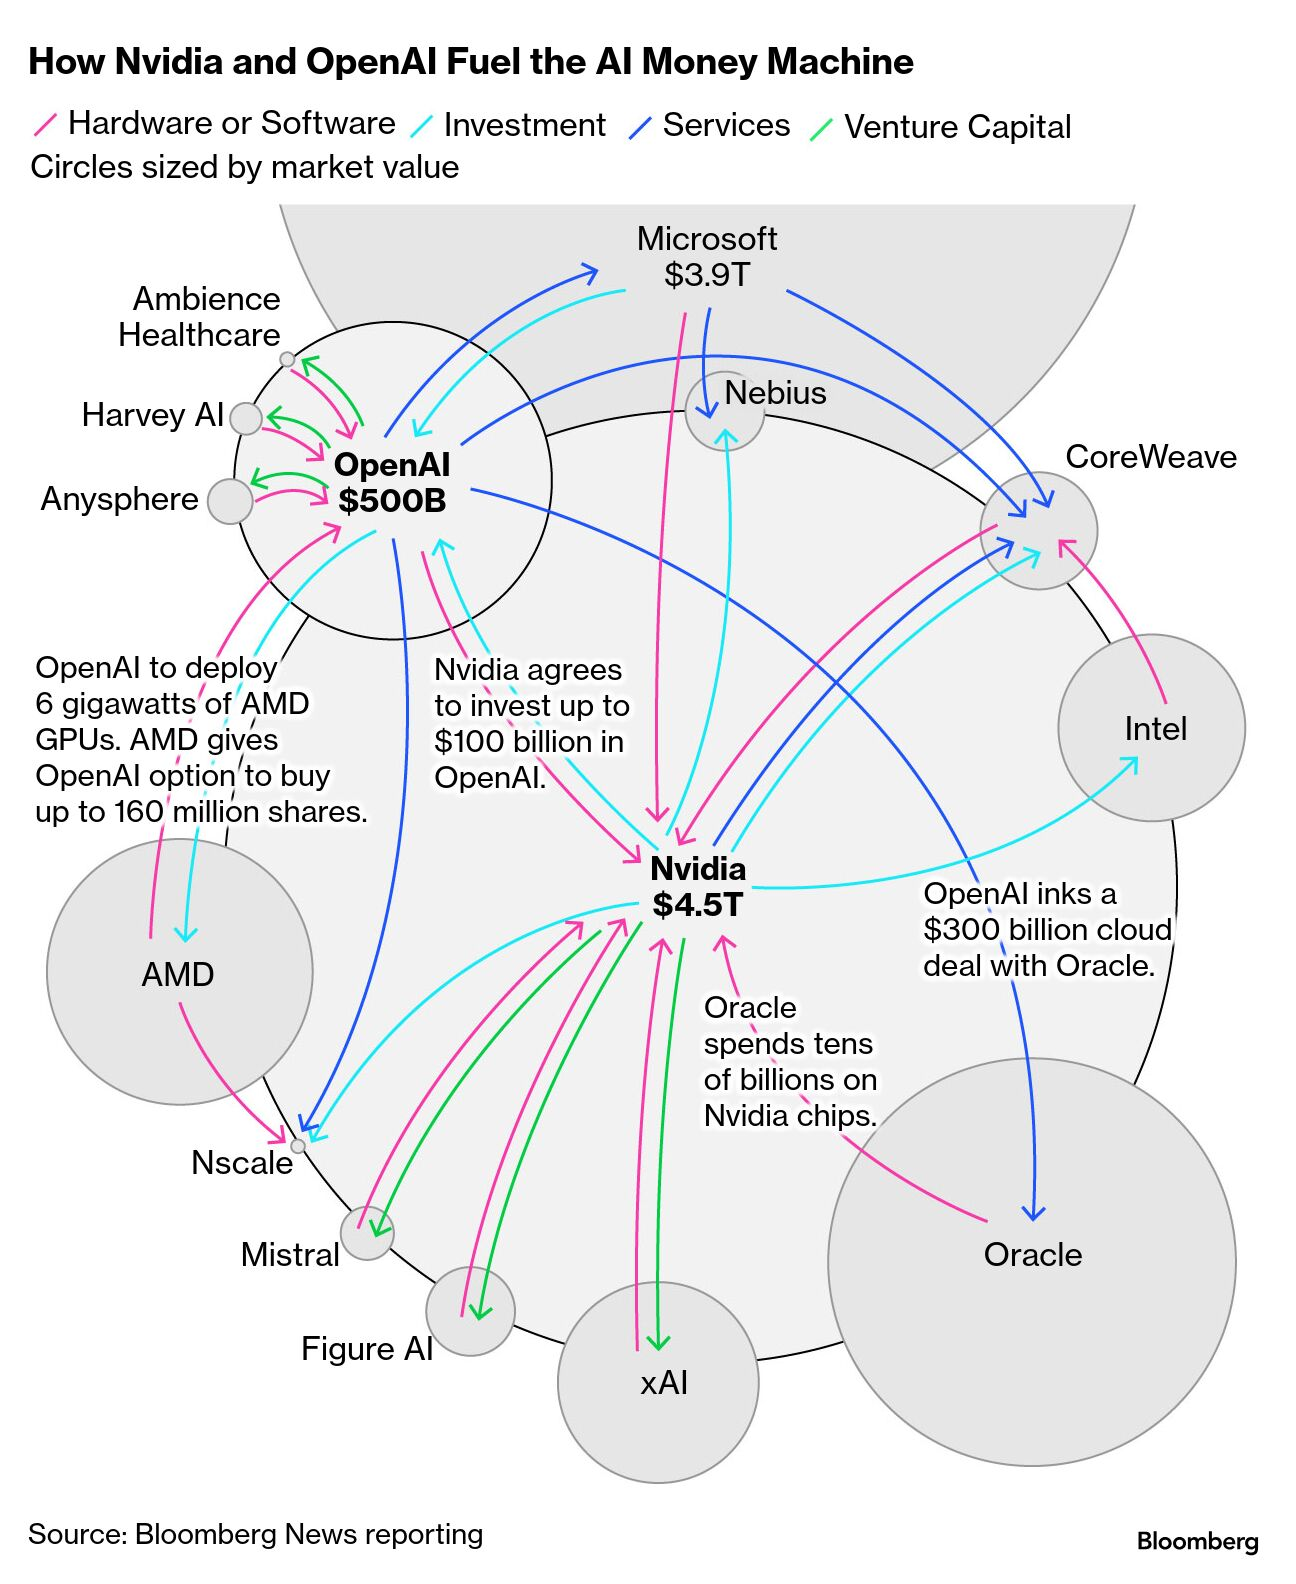 How Nvidia and OpenAI Fuel the AI Money Machine
Hardware or Software Investment Services Venture Capital
Circles sized by market value
Microsoft
$3.9T
Ambience
Healthcare
Harvey AI
Anysphere
OpenAI
$500B
Nebius
CoreWeave
Intel
OpenAI to deploy
6 gigawatts of AMD
GPUs. AMD gives
OpenAI option to buy
up to 160 million shares.
Nvidia agrees
to invest up to
$100 billion in
OpenAI.
Nvidia
$4.5T
OpenAI inks a
$300 billion cloud
deal with Oracle.
AMD
Oracle
spends tens
of billions on
Nvidia chips.
Nscale
Mistral
Figure AI
xAI
Oracle
Source: Bloomberg News reporting
Bloomberg